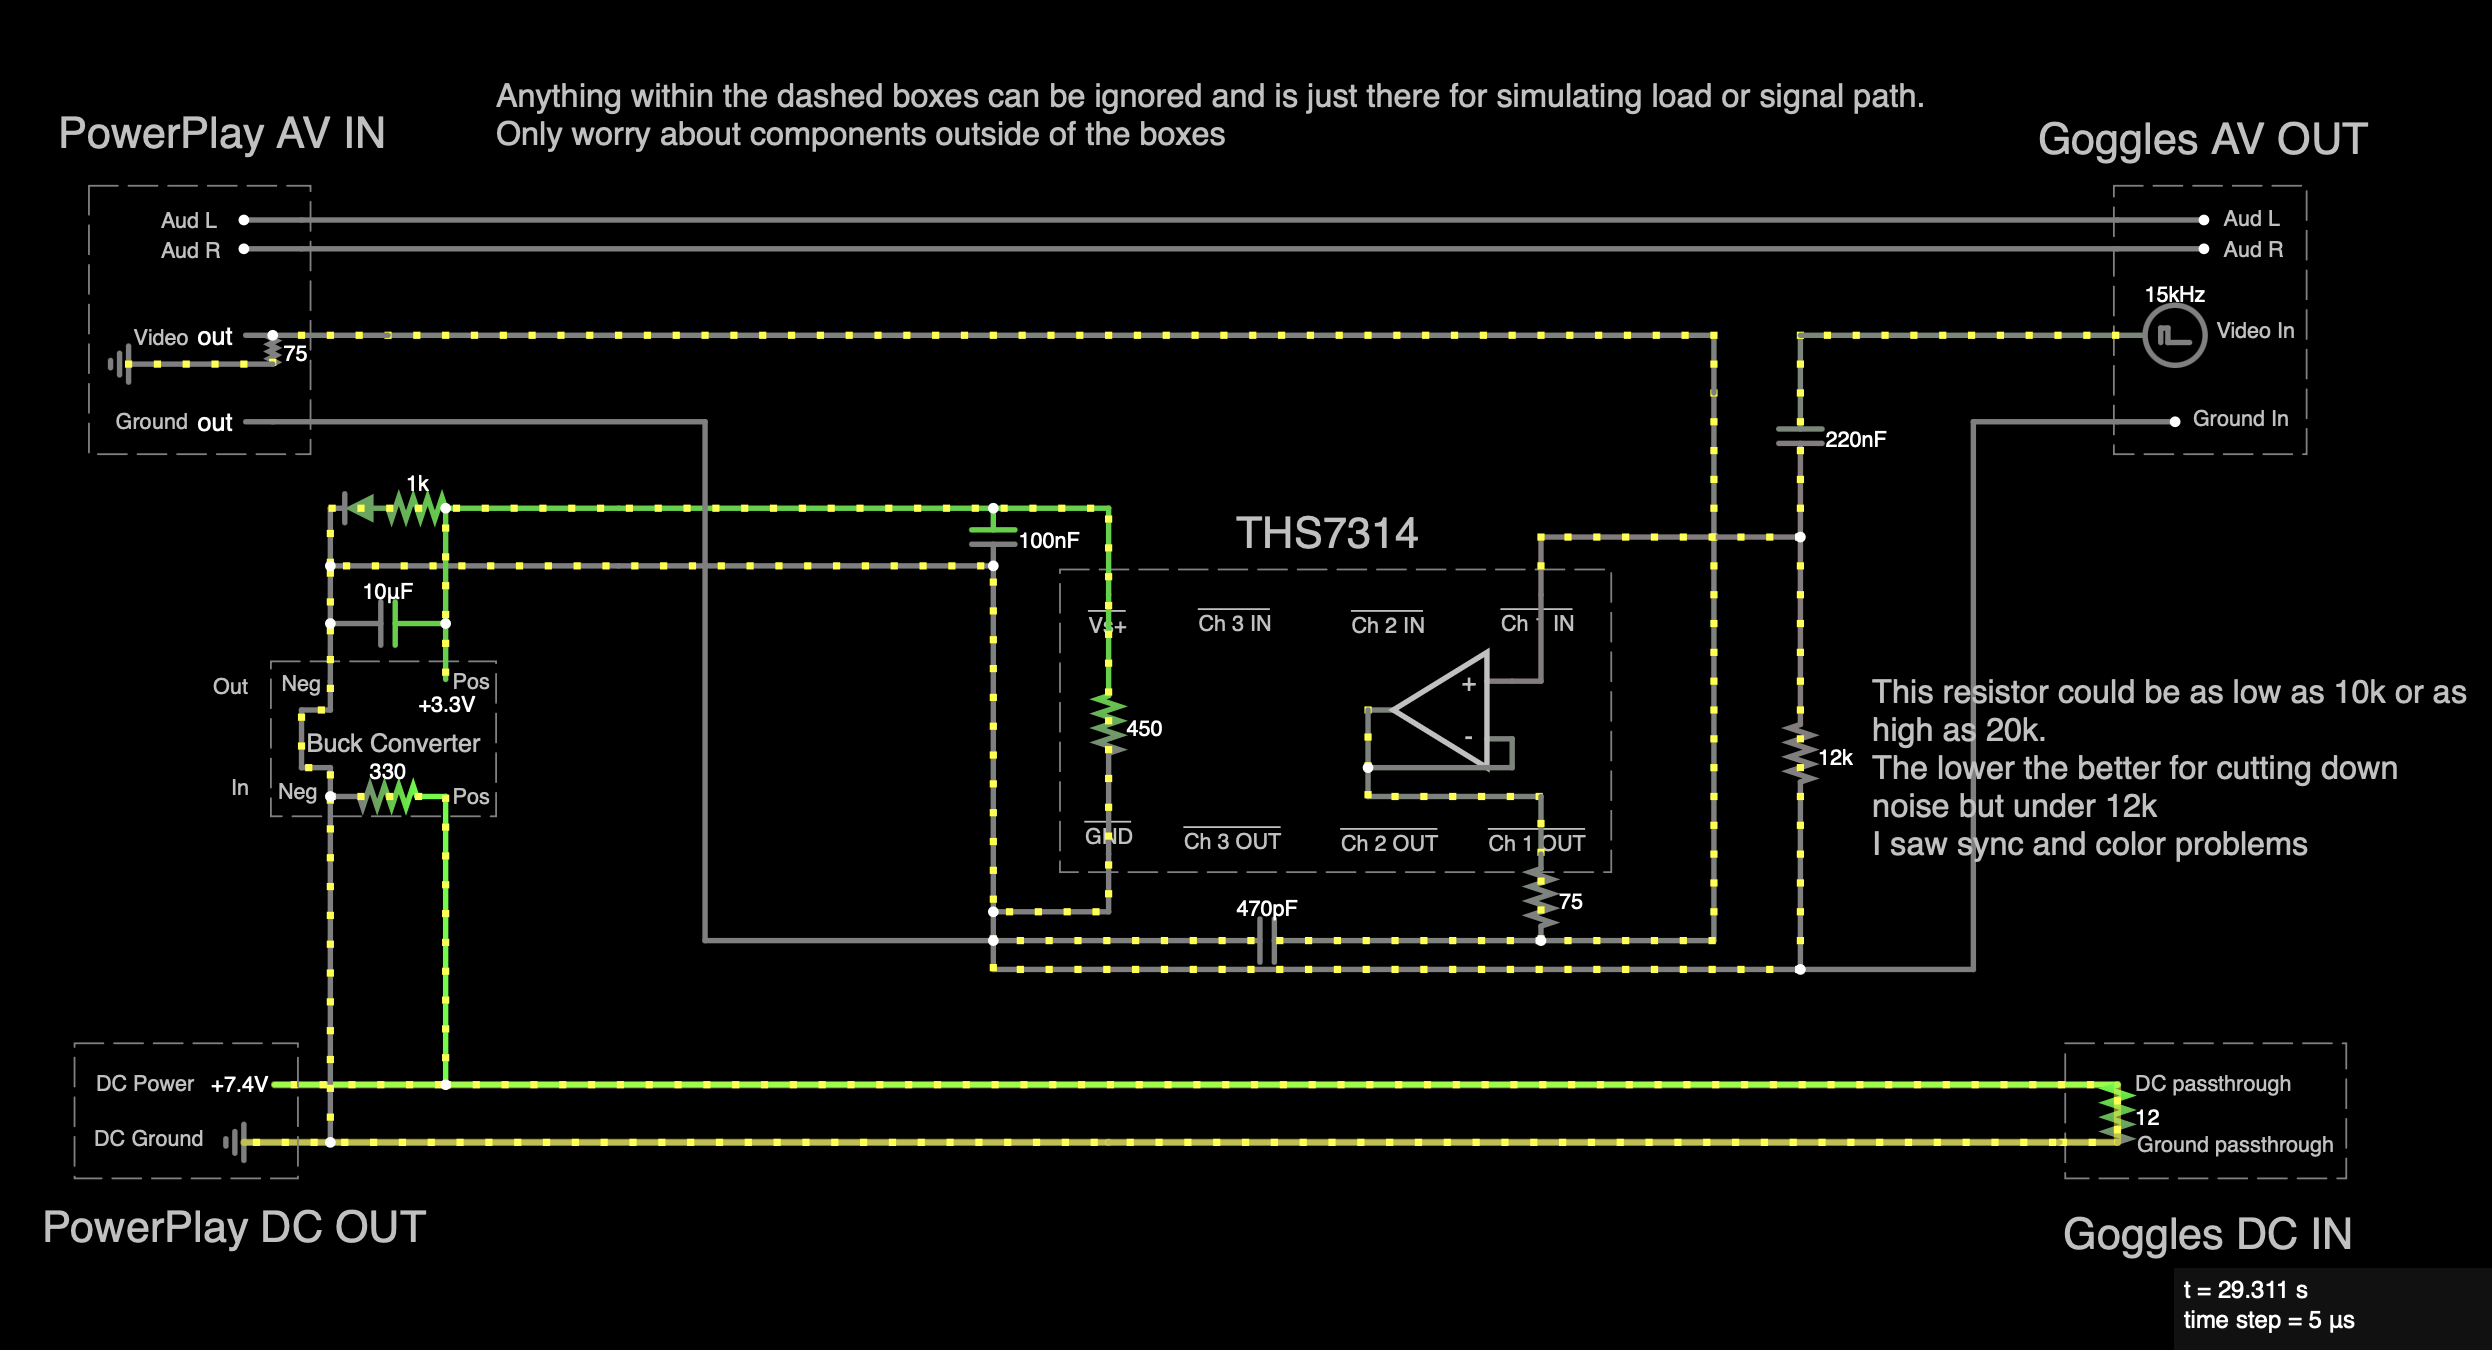 Anything within the dashed boxes can be ignored and is just there for simulating load or signal path.
Only worry about components outside of the boxes
PowerPlay AV IN
Goggles AV OUT
Aud L
Aud R
Video out
75
Ground out
Aud L
Aud R
15kHz
Video In
Ground In
220nF
1k
100nF
THS7314
10µF
Vs+
Ch 3 IN
Ch 2 IN
Ch 1 IN
Out
Neg
Pos
+3.3V
Buck Converter
330
In
Neg
Pos
450
+
-
12k
This resistor could be as low as 10k or as
high as 20k.
The lower the better for cutting down
noise but under 12k
I saw sync and color problems
GND
Ch 3 OUT
Ch 2 OUT
Ch 1 OUT
470pF
75
DC Power +7.4V
DC Ground
DC passthrough
12
Ground passthrough
PowerPlay DC OUT
Goggles DC IN
t = 29.311 s
time step = 5 µs